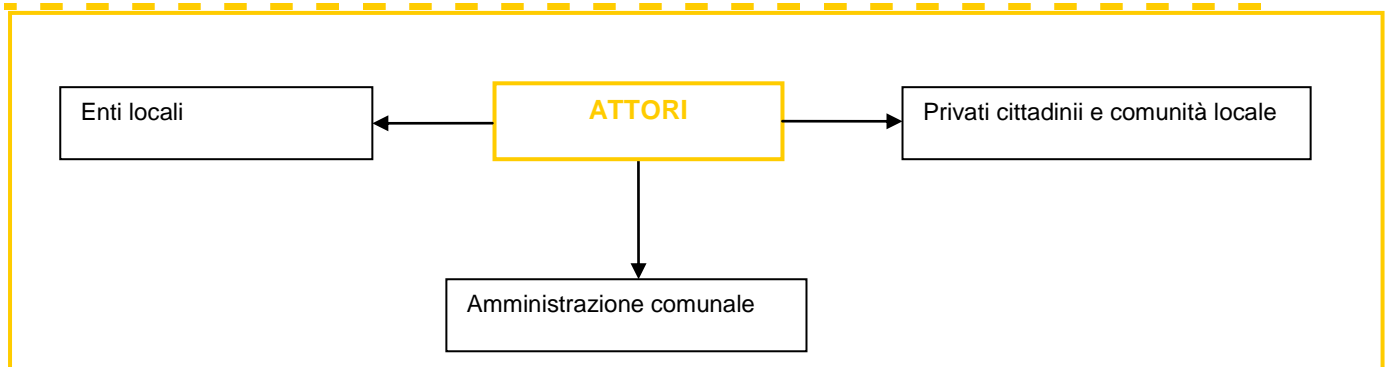 Enti locali
ATTORI
Privati cittadinii e comunità locale
Amministrazione comunale